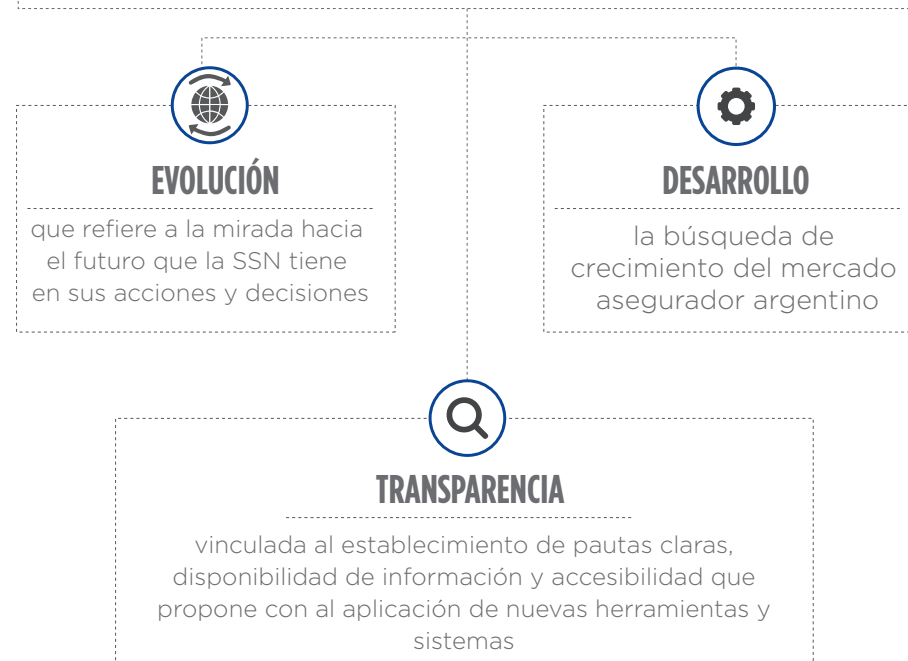 EVOLUCIÓN
que refiere a la mirada hacia
el futuro que la SSN tiene
en sus acciones y decisiones
DESARROLLO
la búsqueda de
crecimiento del mercado
asegurador argentino
TRANSPARENCIA
vinculada al establecimiento de pautas claras,
disponibilidad de información y accesibilidad que
propone con al aplicación de nuevas herramientas y
sistemas